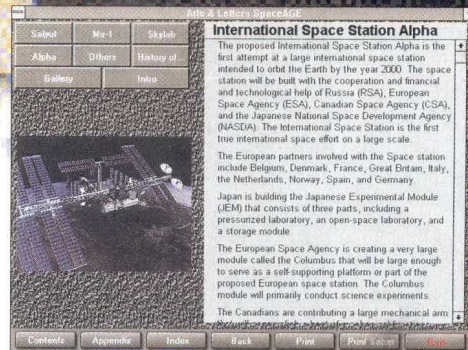 Arts & Letters SpaceAGE
Salyut Mu-1 Skylab
Alpha Others History of...
Gallery Intro
International Space Station Alpha
The proposed International Space Station Alpha is the
first attempt at a large international space station
intended to orbit the Earth by the year 2000. The space
station will be built with the cooperation and financial
and technological help of Russia (RSA), European
Space Agency (ESA), Canadian Space Agency (CSA),
and the Japanese National Space Development Agency
(NASDA). The International Space Station is the first
true international space effort on a large scale.
The European partners involved with the Space station
include Belgium, Denmark, France, Great Britain, Italy,
the Netherlands, Norway, Spain, and Germany.
Japan is building the Japanese Experimental Module
(JEM) that consists of three parts, including a
pressurized laboratory, an open-space laboratory, and
a storage module.
The European Space Agency is creating a very large
module called the Columbus that will be large enough
to serve as a self-supporting platform or part of the
proposed European space station. The Columbus
module will primarily conduct science experiments.
The Canadians are contributing a large mechanical arm
Contents Appendix Index Back Print Print Setup Exit